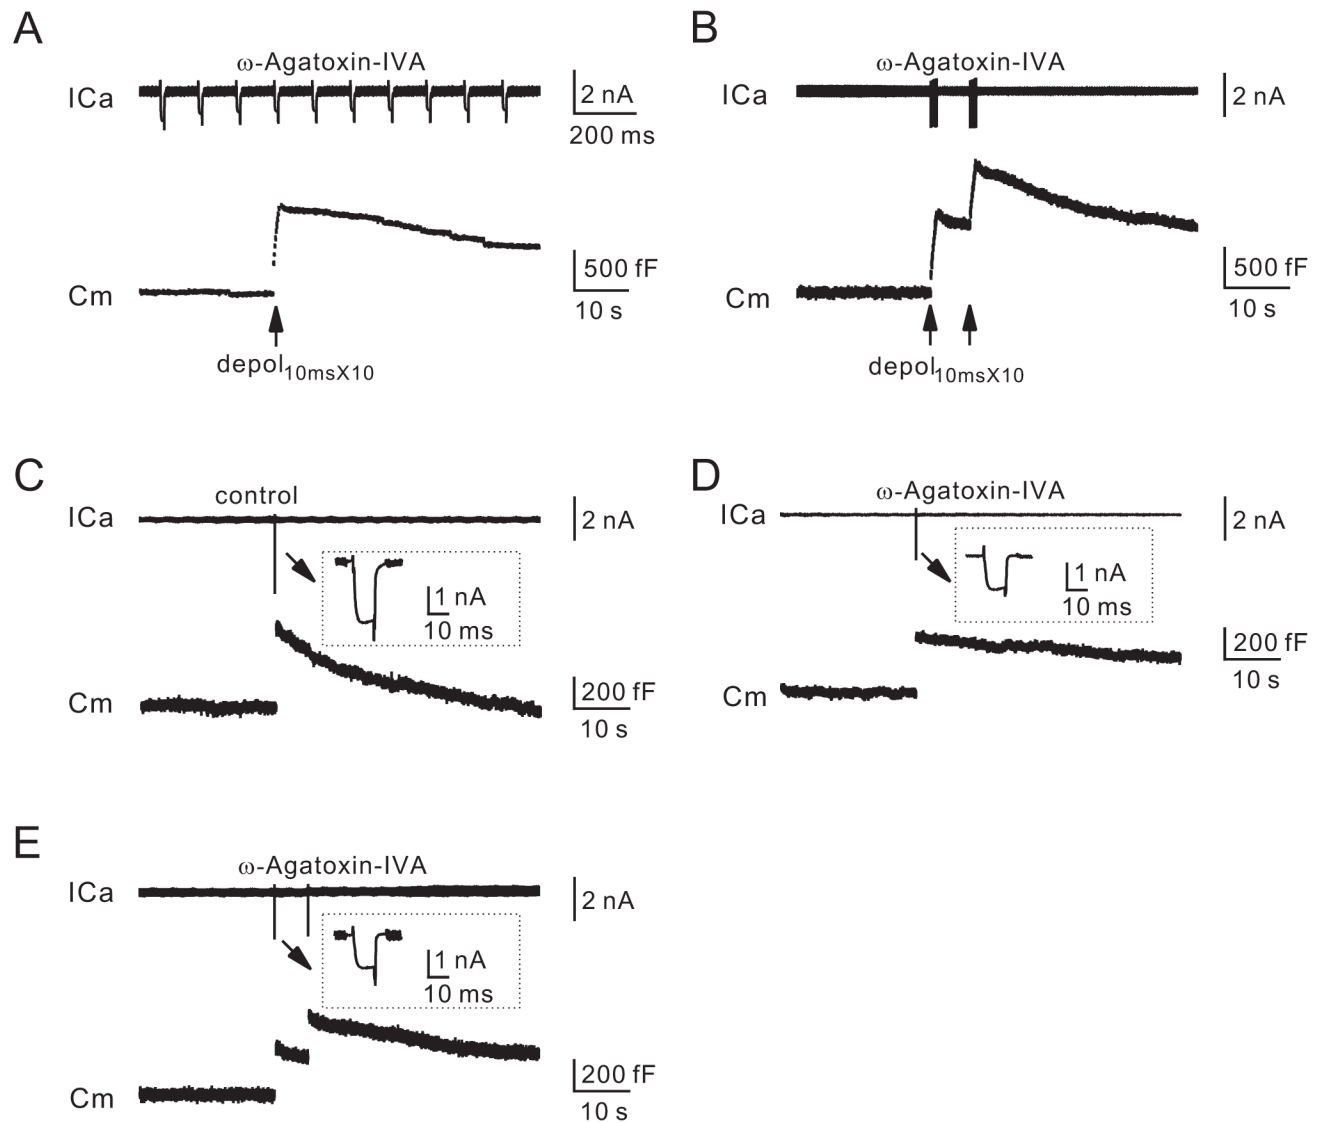 A
ω-Agatoxin-IVA
ICa
2 nA
200 ms
500 fF
Cm
10 s
depol10msX10
B
ω-Agatoxin-IVA
ICa
2 nA
500 fF
Cm
10 s
depol10msX10
C
control
ICa
2 nA
1 nA
10 ms
200 fF
Cm
10 s
D
ω-Agatoxin-IVA
ICa
2 nA
1 nA
10 ms
200 fF
Cm
10 s
E
ω-Agatoxin-IVA
ICa
2 nA
1 nA
10 ms
200 fF
Cm
10 s